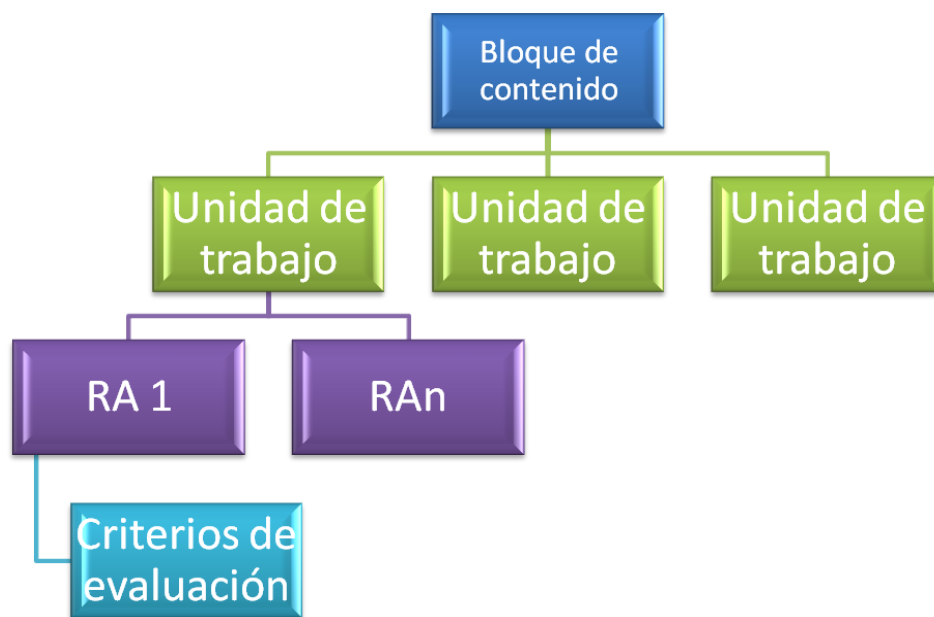 Bloque de
contenido
Unidad de
trabajo
Unidad de
trabajo
Unidad de
trabajo
RA 1
RAn
Criterios de
evaluación